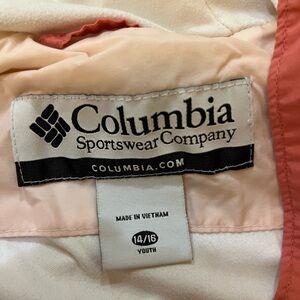 Columbia
Sportswear Company
COLUMBIA.COM
MADE IN VIETNAM
14/16
YOUTH